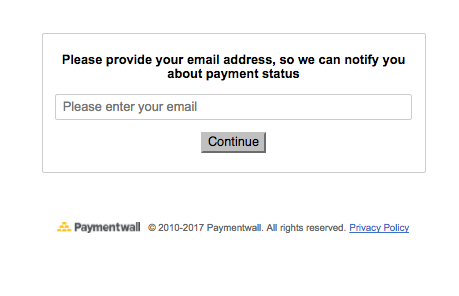 Please provide your email address, so we can notify you
about payment status
Please enter your email
Continue
Paymentwall © 2010-2017 Paymentwall. All rights reserved. Privacy Policy